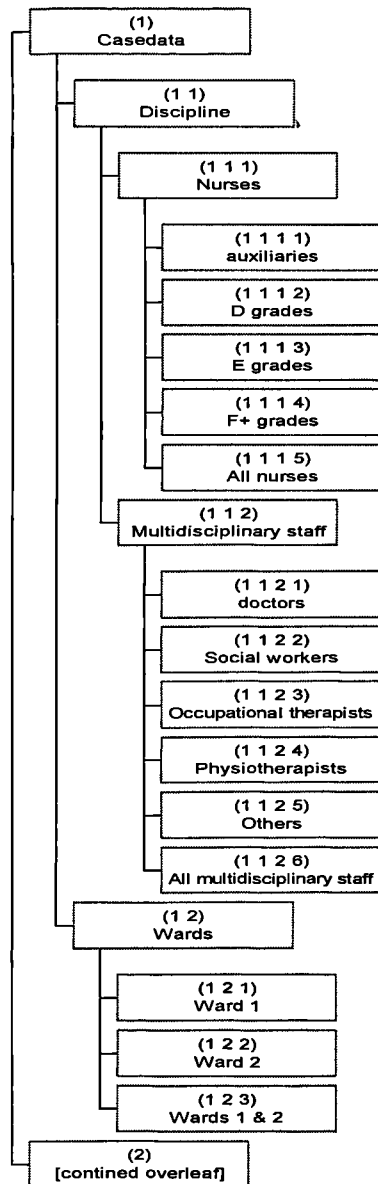 (1)
Casedata
(1 1)
Discipline
(1 1 1)
Nurses
(1 1 1 1)
auxiliaries
(1 1 1 2)
D grades
(1 1 1 3)
E grades
(1 1 1 4)
F+ grades
(1 1 1 5)
All nurses
(1 1 2)
Multidisciplinary staff
(1 1 2 1)
doctors
(1 1 2 2)
Social workers
(1 1 2 3)
Occupational therapists
(1 1 2 4)
Physiotherapists
(1 1 2 5)
Others
(1 1 2 6)
All multidisciplinary staff
(1 2)
Wards
(1 2 1)
Ward 1
(1 2 2)
Ward 2
(1 2 3)
Wards 1 & 2
(2)
[contined overleaf]